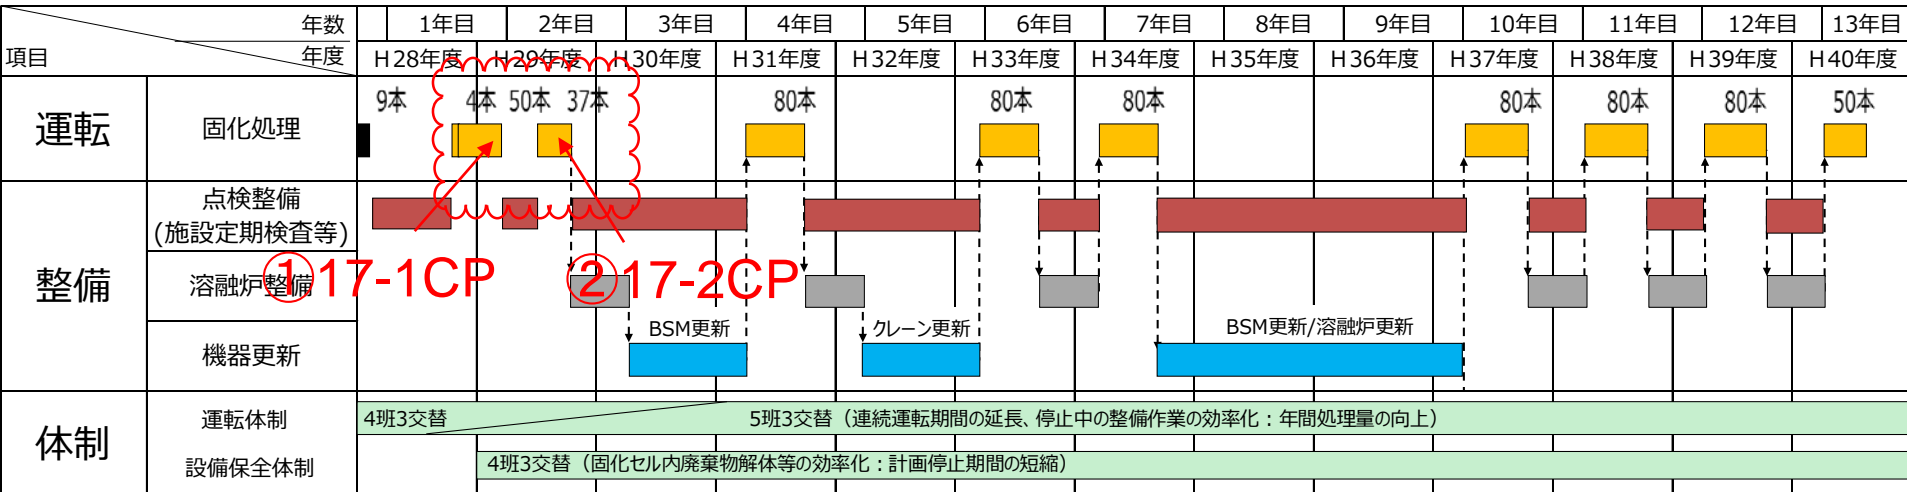 年数 1年目 2年目 3年目 4年目 5年目 6年目 7年目 8年目 9年目 10年目 11年目 12年目 13年目
項目 年度 H28年度 H29年度 H30年度 H31年度 H32年度 H33年度 H34年度 H35年度 H36年度 H37年度 H38年度 H39年度 H40年度
9本 4本 50本 37本 80本 80本 80本 80本 80本 80本 50本
運転 固化処理
点検整備
(施設定期検査等)
整備 溶融炉整備 ①17-1CP ②17-2CP
BSM更新 クレーン更新 BSM更新/溶融炉更新
機器更新
体制 運転体制 4班3交替 5班3交替（連続運転期間の延長、停止中の整備作業の効率化：年間処理量の向上）
設備保全体制 4班3交替（固化セル内廃棄物解体等の効率化：計画停止期間の短縮）